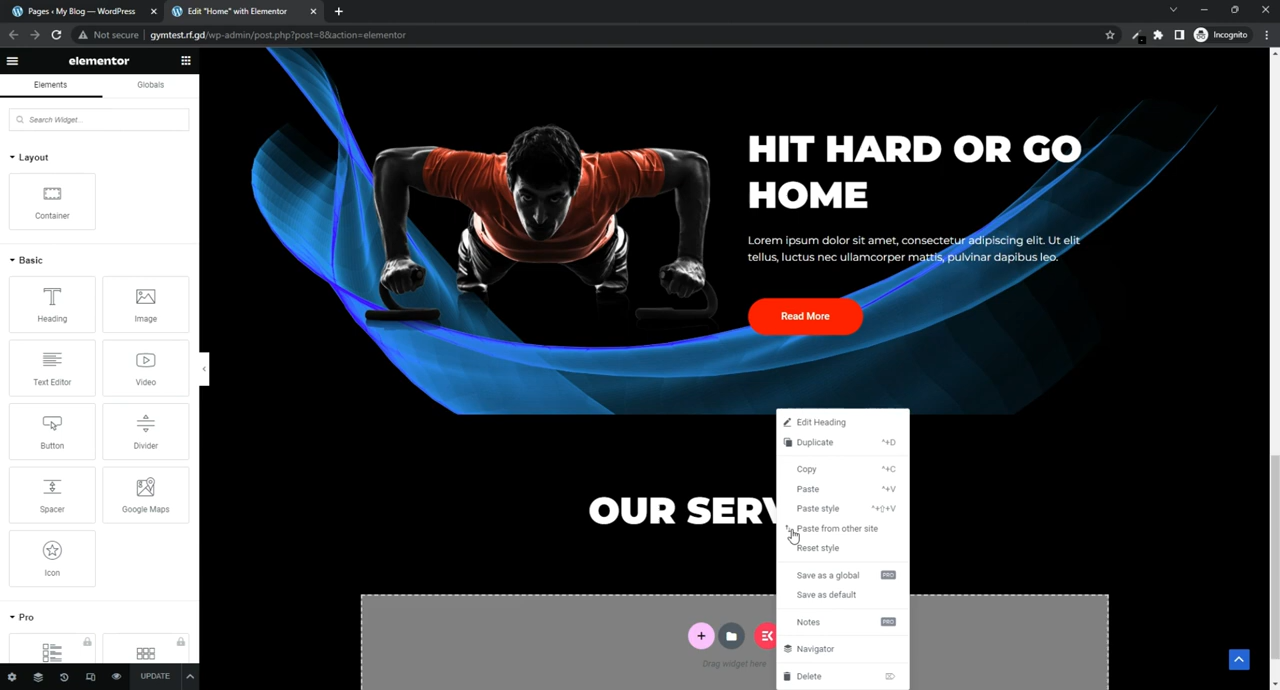 Pages ‹ My Blog — WordPress
Edit "Home" with Elementor
Not secure
gymtest.rf.gd/wp-admin/post.php?post=8&action=elementor
Incognito
elementor
Elements
Globals
Search Widget...
Layout
Container
Basic
Heading
Image
Text Editor
Video
Button
Divider
Spacer
Google Maps
Icon
Pro
UPDATE
HIT HARD OR GO
HOME
Lorem ipsum dolor sit amet, consectetur adipiscing elit. Ut elit
tellus, luctus nec ullamcorper mattis, pulvinar dapibus leo.
Read More
OUR SERV
Edit Heading
Duplicate ^+D
Copy ^+C
Paste ^+V
Paste style ^+⇧+V
Paste from other site
Reset style
Save as a global PRO
Save as default
Notes PRO
Navigator
Delete
Drag widget here